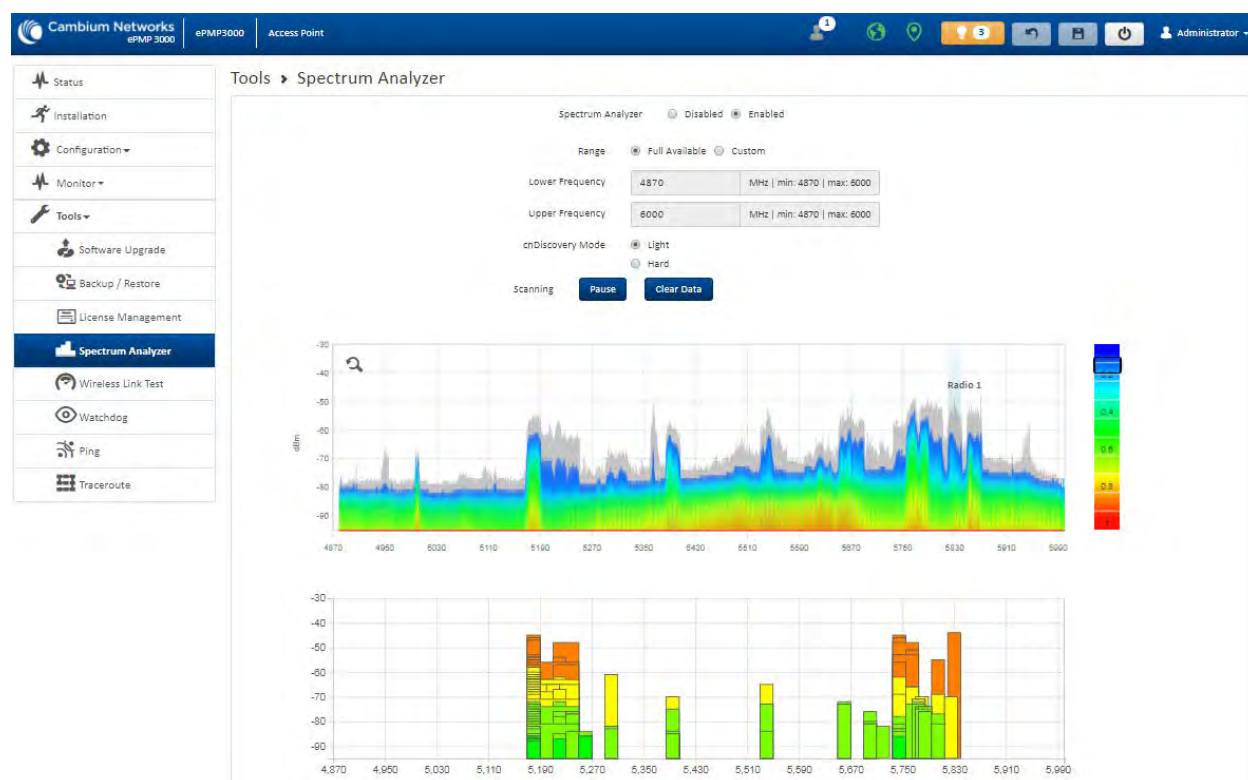 Cambium Networks
ePMP 3000
ePMP3000
Access Point
1
3
Administrator
Status
Installation
Configuration
Monitor
Tools
Software Upgrade
Backup / Restore
License Management
Spectrum Analyzer
Wireless Link Test
Watchdog
Ping
Traceroute
Tools > Spectrum Analyzer
Spectrum Analyzer Disabled Enabled
Range Full Available Custom
Lower Frequency 4870 MHz | min: 4870 | max: 6000
Upper Frequency 6000 MHz | min: 4870 | max: 6000
cnDiscovery Mode Light
Hard
Scanning Pause Clear Data
-30
-40
-50
-60
-70
-80
-90
dBm
Radio 1
4870 4950 5030 5110 5190 5270 5350 5430 5510 5590 5670 5750 5830 5910 5990
0.4
0.6
0.8
1
-30
-40
-50
-60
-70
-80
-90
4,870 4,950 5,030 5,110 5,190 5,270 5,350 5,430 5,510 5,590 5,670 5,750 5,830 5,910 5,990